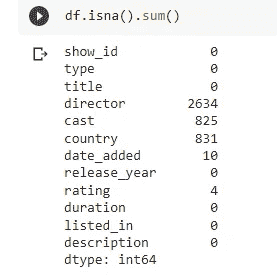 df.isna().sum()
show_id 0
type 0
title 0
director 2634
cast 825
country 831
date_added 10
release_year 0
rating 4
duration 0
listed_in 0
description 0
dtype: int64